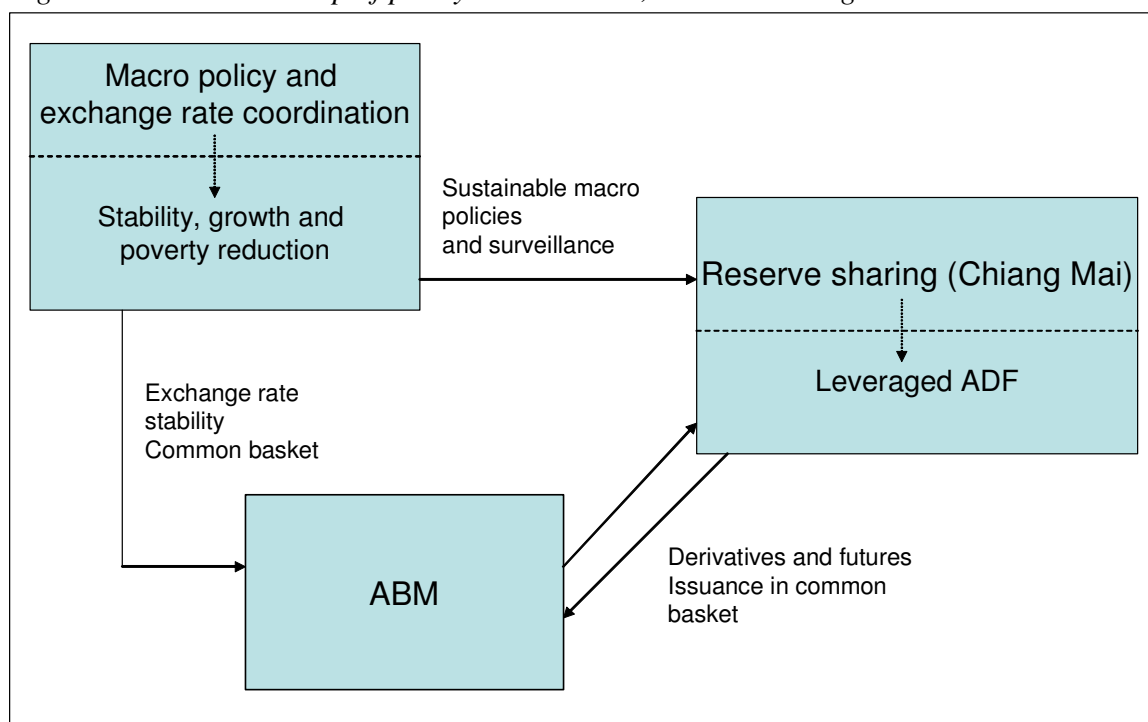 Macro policy and
exchange rate coordination
Stability, growth and
poverty reduction
Sustainable macro
policies
and surveillance
Reserve sharing (Chiang Mai)
Leveraged ADF
Exchange rate
stability
Common basket
ABM
Derivatives and futures
Issuance in common
basket